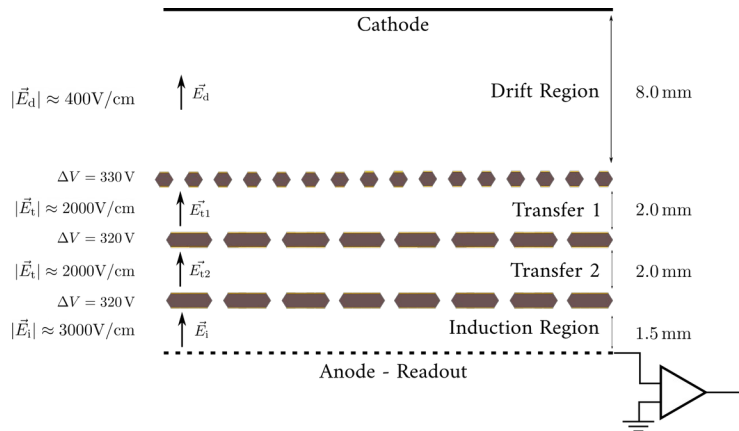 Cathode
|E⃗d| ≈ 400V/cm
E⃗d
Drift Region
8.0 mm
ΔV = 330 V
|E⃗t| ≈ 2000V/cm
E⃗t1
Transfer 1
2.0 mm
ΔV = 320 V
|E⃗t| ≈ 2000V/cm
E⃗t2
Transfer 2
2.0 mm
ΔV = 320 V
|E⃗i| ≈ 3000V/cm
E⃗i
Induction Region
1.5 mm
Anode - Readout